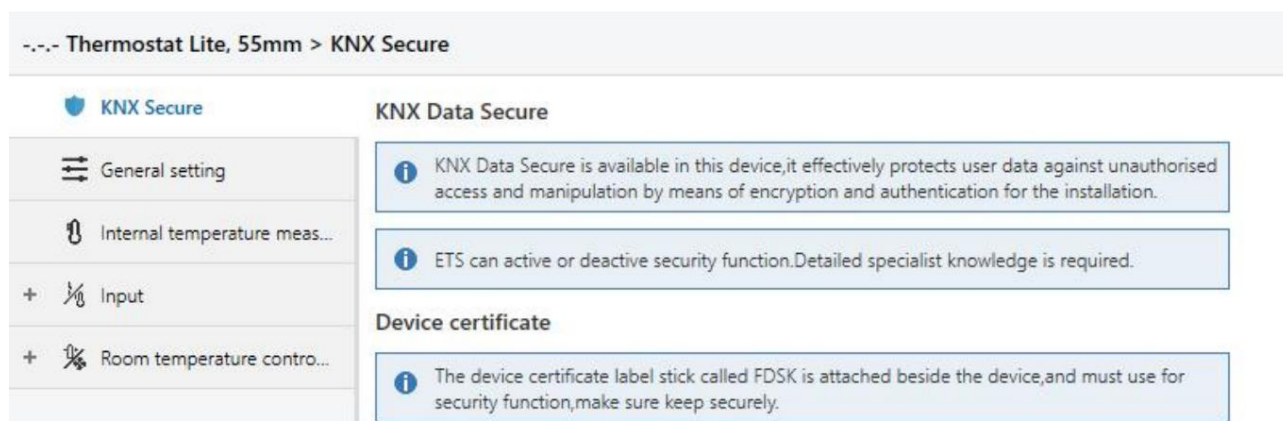 -.-.- Thermostat Lite, 55mm > KNX Secure
KNX Secure
General setting
Internal temperature meas...
+ Input
+ Room temperature contro...
KNX Data Secure
KNX Data Secure is available in this device,it effectively protects user data against unauthorised
access and manipulation by means of encryption and authentication for the installation.
ETS can active or deactive security function.Detailed specialist knowledge is required.
Device certificate
The device certificate label stick called FDSK is attached beside the device,and must use for
security function,make sure keep securely.